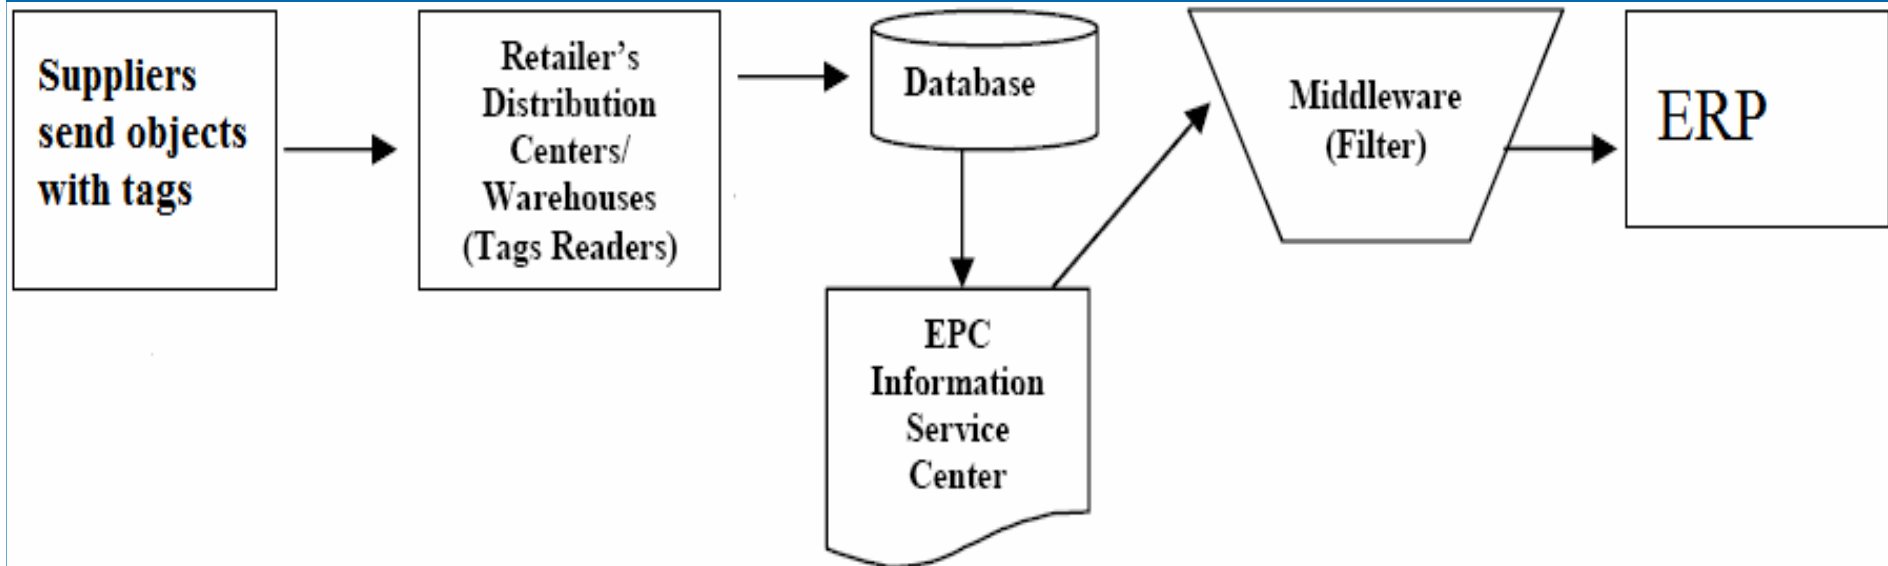 Suppliers
send objects
with tags
Retailer's
Distribution
Centers/
Warehouses
(Tags Readers)
Database
EPC
Information
Service
Center
Middleware
(Filter)
ERP